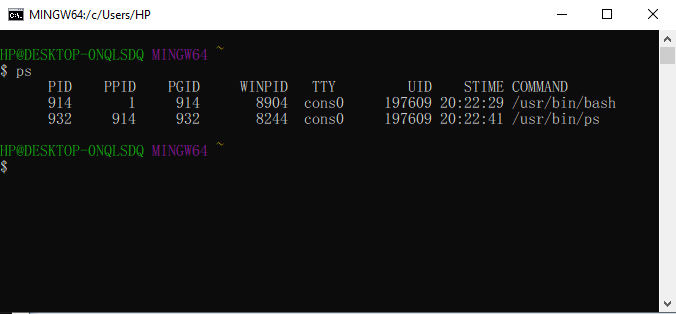 MINGW64:/c/Users/HP
HP@DESKTOP-ONQLSDQ MINGW64 ~
$ ps
PID PPID PGID WINPID TTY UID STIME COMMAND
914 1 914 8904 cons0 197609 20:22:29 /usr/bin/bash
932 914 932 8244 cons0 197609 20:22:41 /usr/bin/ps
HP@DESKTOP-ONQLSDQ MINGW64 ~
$